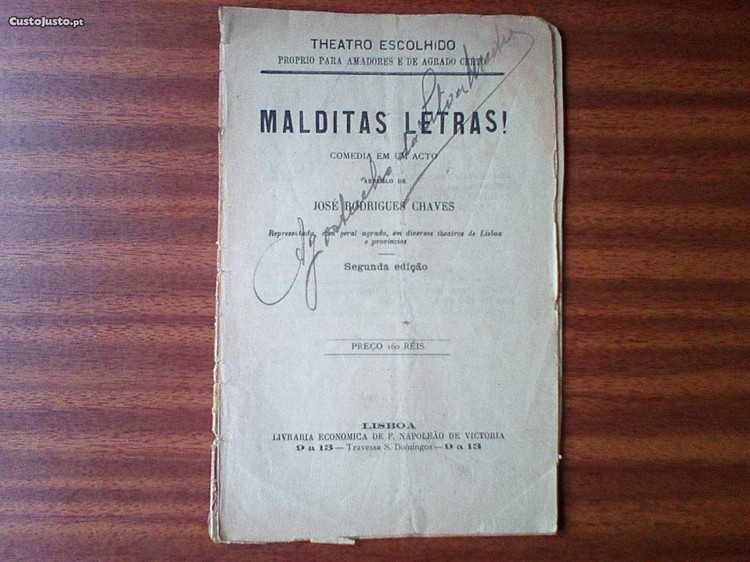 CustoJusto.pt
THEATRO ESCOLHIDO
PROPRIO PARA AMADORES E DE AGRADO CERTO
MALDITAS LETRAS!
COMEDIA EM UM ACTO
DE
JOSÉ RODRIGUES CHAVES
Representada, com geral agrado, em diversos theatros de Lisboa
e provincias
Segunda edição
PREÇO 160 RÉIS
LISBOA
LIVRARIA ECONOMICA DE F. NAPOLEÃO DE VICTORIA
9 a 13 — Travessa S. Domingos — 9 a 13